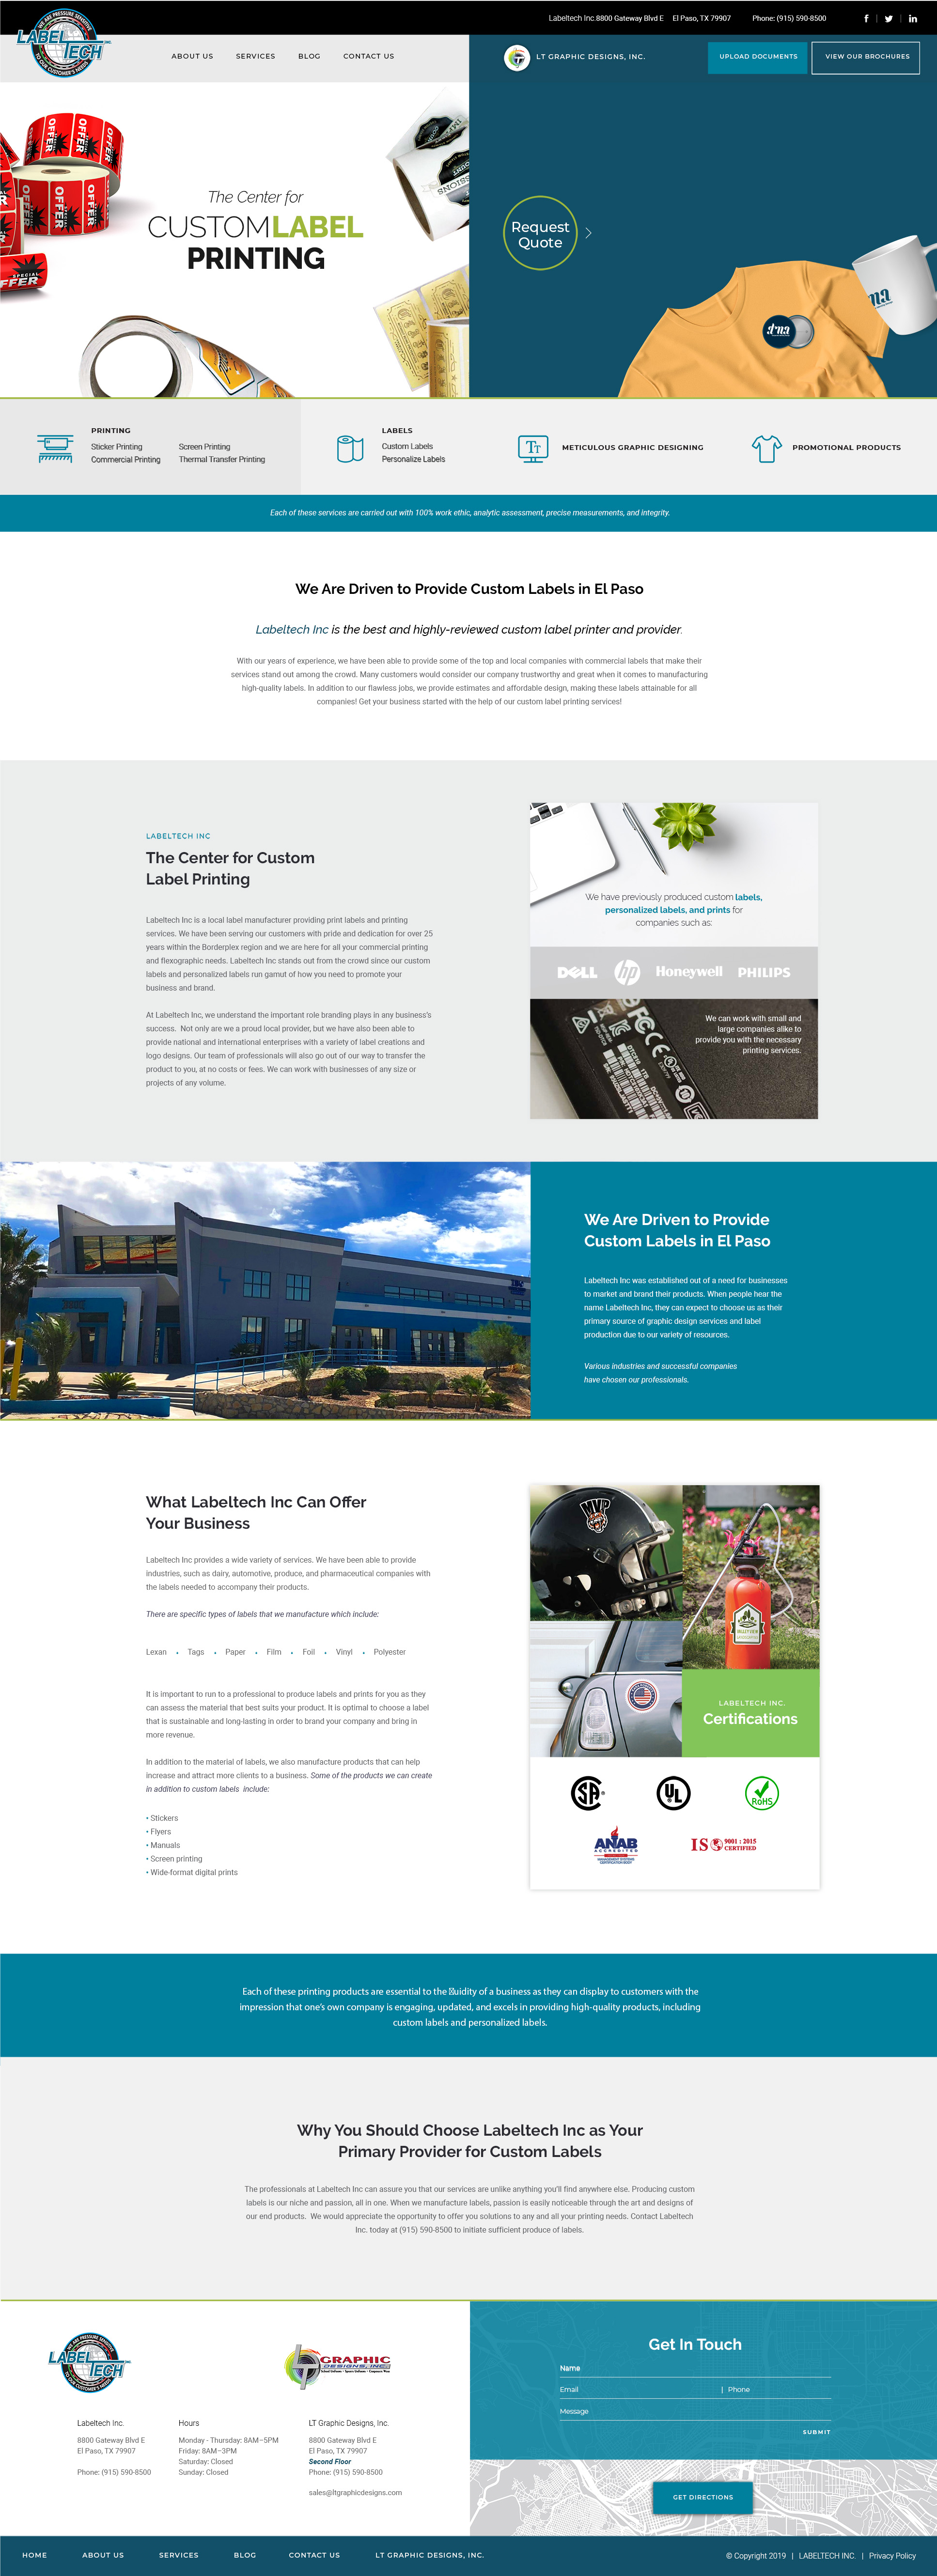 Labeltech Inc. 8800 Gateway Blvd E El Paso, TX 79907 Phone: (915) 590-8500
WE ARE PRESSURE SENSITIVE
LABEL TECH
TO OUR CUSTOMER'S NEEDS
ABOUT US SERVICES BLOG CONTACT US
LT GRAPHIC DESIGNS, INC.
UPLOAD DOCUMENTS VIEW OUR BROCHURES
OFFER OFFER OFFER
SPECIAL
OFFER
The Center for
CUSTOM LABEL
PRINTING
Request
Quote
dna
PRINTING
Sticker Printing Screen Printing
Commercial Printing Thermal Transfer Printing
LABELS
Custom Labels
Personalize Labels
TT
METICULOUS GRAPHIC DESIGNING
PROMOTIONAL PRODUCTS
Each of these services are carried out with 100% work ethic, analytic assessment, precise measurements, and integrity.
We Are Driven to Provide Custom Labels in El Paso
Labeltech Inc is the best and highly-reviewed custom label printer and provider.
With our years of experience, we have been able to provide some of the top and local companies with commercial labels that make their
services stand out among the crowd. Many customers would consider our company trustworthy and great when it comes to manufacturing
high-quality labels. In addition to our flawless jobs, we provide estimates and affordable design, making these labels attainable for all
companies! Get your business started with the help of our custom label printing services!
LABELTECH INC
The Center for Custom
Label Printing
Labeltech Inc is a local label manufacturer providing print labels and printing
services. We have been serving our customers with pride and dedication for over 25
years within the Borderplex region and we are here for all your commercial printing
and flexographic needs. Labeltech Inc stands out from the crowd since our custom
labels and personalized labels run gamut of how you need to promote your
business and brand.
At Labeltech Inc, we understand the important role branding plays in any business's
success. Not only are we a proud local provider, but we have also been able to
provide national and international enterprises with a variety of label creations and
logo designs. Our team of professionals will also go out of our way to transfer the
product to you, at no costs or fees. We can work with businesses of any size or
projects of any volume.
We have previously produced custom labels,
personalized labels, and prints for
companies such as:
DELL hp Honeywell PHILIPS
We can work with small and
large companies alike to
provide you with the necessary
printing services.
FCC
We Are Driven to Provide
Custom Labels in El Paso
Labeltech Inc was established out of a need for businesses
to market and brand their products. When people hear the
name Labeltech Inc, they can expect to choose us as their
primary source of graphic design services and label
production due to our variety of resources.
Various industries and successful companies
have chosen our professionals.
What Labeltech Inc Can Offer
Your Business
Labeltech Inc provides a wide variety of services. We have been able to provide
industries, such as dairy, automotive, produce, and pharmaceutical companies with
the labels needed to accompany their products.
There are specific types of labels that we manufacture which include:
Lexan • Tags • Paper • Film • Foil • Vinyl • Polyester
It is important to run to a professional to produce labels and prints for you as they
can assess the material that best suits your product. It is optimal to choose a label
that is sustainable and long-lasting in order to brand your company and bring in
more revenue.
In addition to the material of labels, we also manufacture products that can help
increase and attract more clients to a business. Some of the products we can create
in addition to custom labels include:
• Stickers
• Flyers
• Manuals
• Screen printing
• Wide-format digital prints
MVP
LABELTECH INC.
Certifications
SA UL RoHS
ANAB
ACCREDITED
ISO 9001 : 2015
CERTIFIED
Each of these printing products are essential to the uidity of a business as they can display to customers with the
impression that one's own company is engaging, updated, and excels in providing high-quality products, including
custom labels and personalized labels.
Why You Should Choose Labeltech Inc as Your
Primary Provider for Custom Labels
The professionals at Labeltech Inc can assure you that our services are unlike anything you'll find anywhere else. Producing custom
labels is our niche and passion, all in one. When we manufacture labels, passion is easily noticeable through the art and designs of
our end products. We would appreciate the opportunity to offer you solutions to any and all your printing needs. Contact Labeltech
Inc. today at (915) 590-8500 to initiate sufficient produce of labels.
WE ARE PRESSURE SENSITIVE
LABEL TECH
TO OUR CUSTOMER'S NEEDS
GRAPHIC
DESIGNS, INC.
Labeltech Inc.
8800 Gateway Blvd E
El Paso, TX 79907
Phone: (915) 590-8500
Hours
Monday - Thursday: 8AM–5PM
Friday: 8AM–3PM
Saturday: Closed
Sunday: Closed
LT Graphic Designs, Inc.
8800 Gateway Blvd E
El Paso, TX 79907
Second Floor
Phone: (915) 590-8500
sales@ltgraphicdesigns.com
Get In Touch
Name
Email | Phone
Message
SUBMIT
GET DIRECTIONS
HOME ABOUT US SERVICES BLOG CONTACT US LT GRAPHIC DESIGNS, INC.
© Copyright 2019 | LABELTECH INC. | Privacy Policy